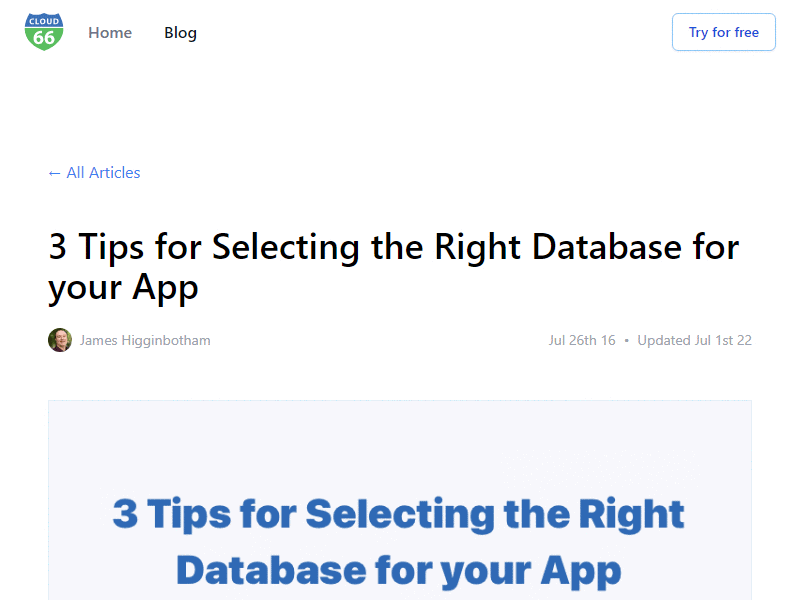 CLOUD
66
Home
Blog
Try for free
← All Articles
3 Tips for Selecting the Right Database for
your App
James Higginbotham
Jul 26th 16 • Updated Jul 1st 22
3 Tips for Selecting the Right
Database for your App